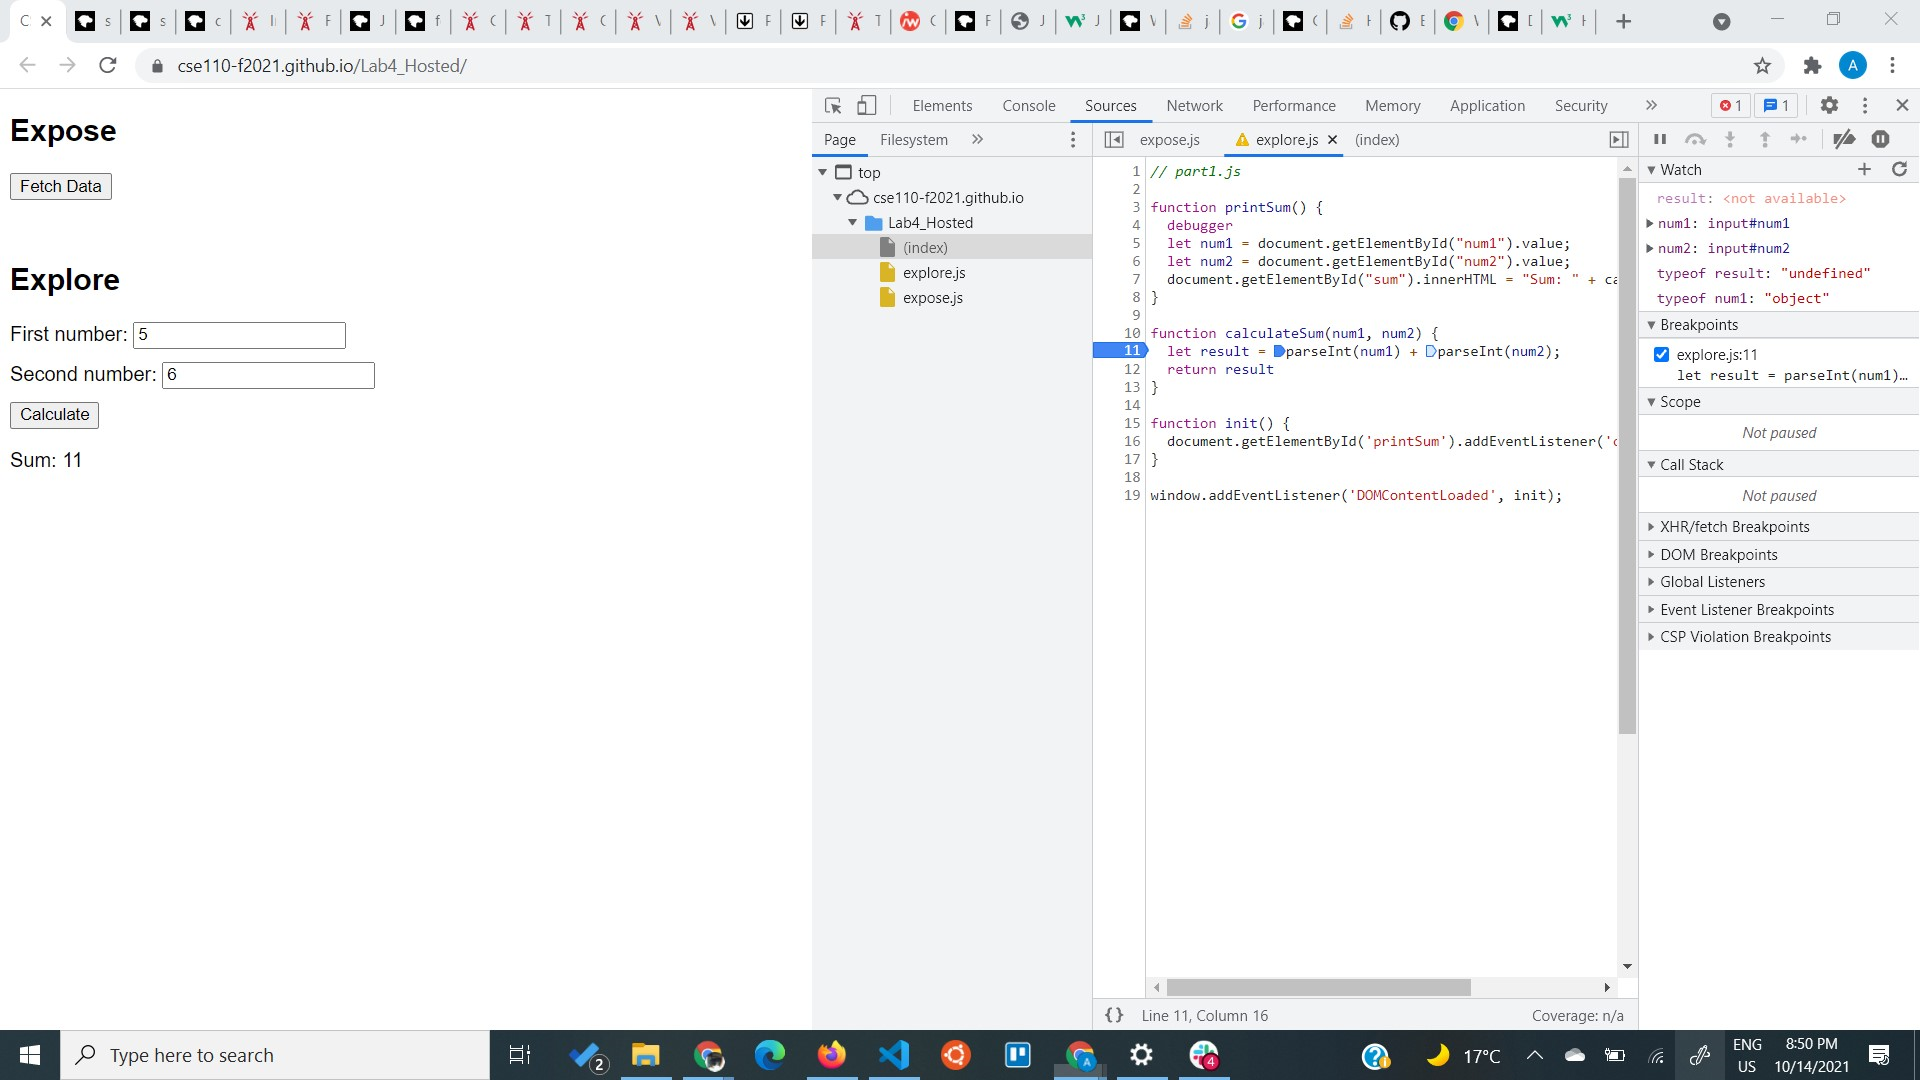 C s s c I F J f C T C V V F F T C F J J V j j C H E V D H
cse110-f2021.github.io/Lab4_Hosted/
A
Expose
Fetch Data
Explore
First number: 5
Second number: 6
Calculate
Sum: 11
Elements Console Sources Network Performance Memory Application Security » 1 1
Page Filesystem »
top
cse110-f2021.github.io
Lab4_Hosted
(index)
explore.js
expose.js
expose.js explore.js (index)
1 // part1.js
2
3 function printSum() {
4 debugger
5 let num1 = document.getElementById("num1").value;
6 let num2 = document.getElementById("num2").value;
7 document.getElementById("sum").innerHTML = "Sum: " + ca
8 }
9
10 function calculateSum(num1, num2) {
11 let result = parseInt(num1) + parseInt(num2);
12 return result
13 }
14
15 function init() {
16 document.getElementById('printSum').addEventListener('c
17 }
18
19 window.addEventListener('DOMContentLoaded', init);
{} Line 11, Column 16 Coverage: n/a
Watch
result: <not available>
num1: input#num1
num2: input#num2
typeof result: "undefined"
typeof num1: "object"
Breakpoints
explore.js:11
let result = parseInt(num1)…
Scope
Not paused
Call Stack
Not paused
XHR/fetch Breakpoints
DOM Breakpoints
Global Listeners
Event Listener Breakpoints
CSP Violation Breakpoints
Type here to search
2
A
4
17°C
ENG
US
8:50 PM
10/14/2021